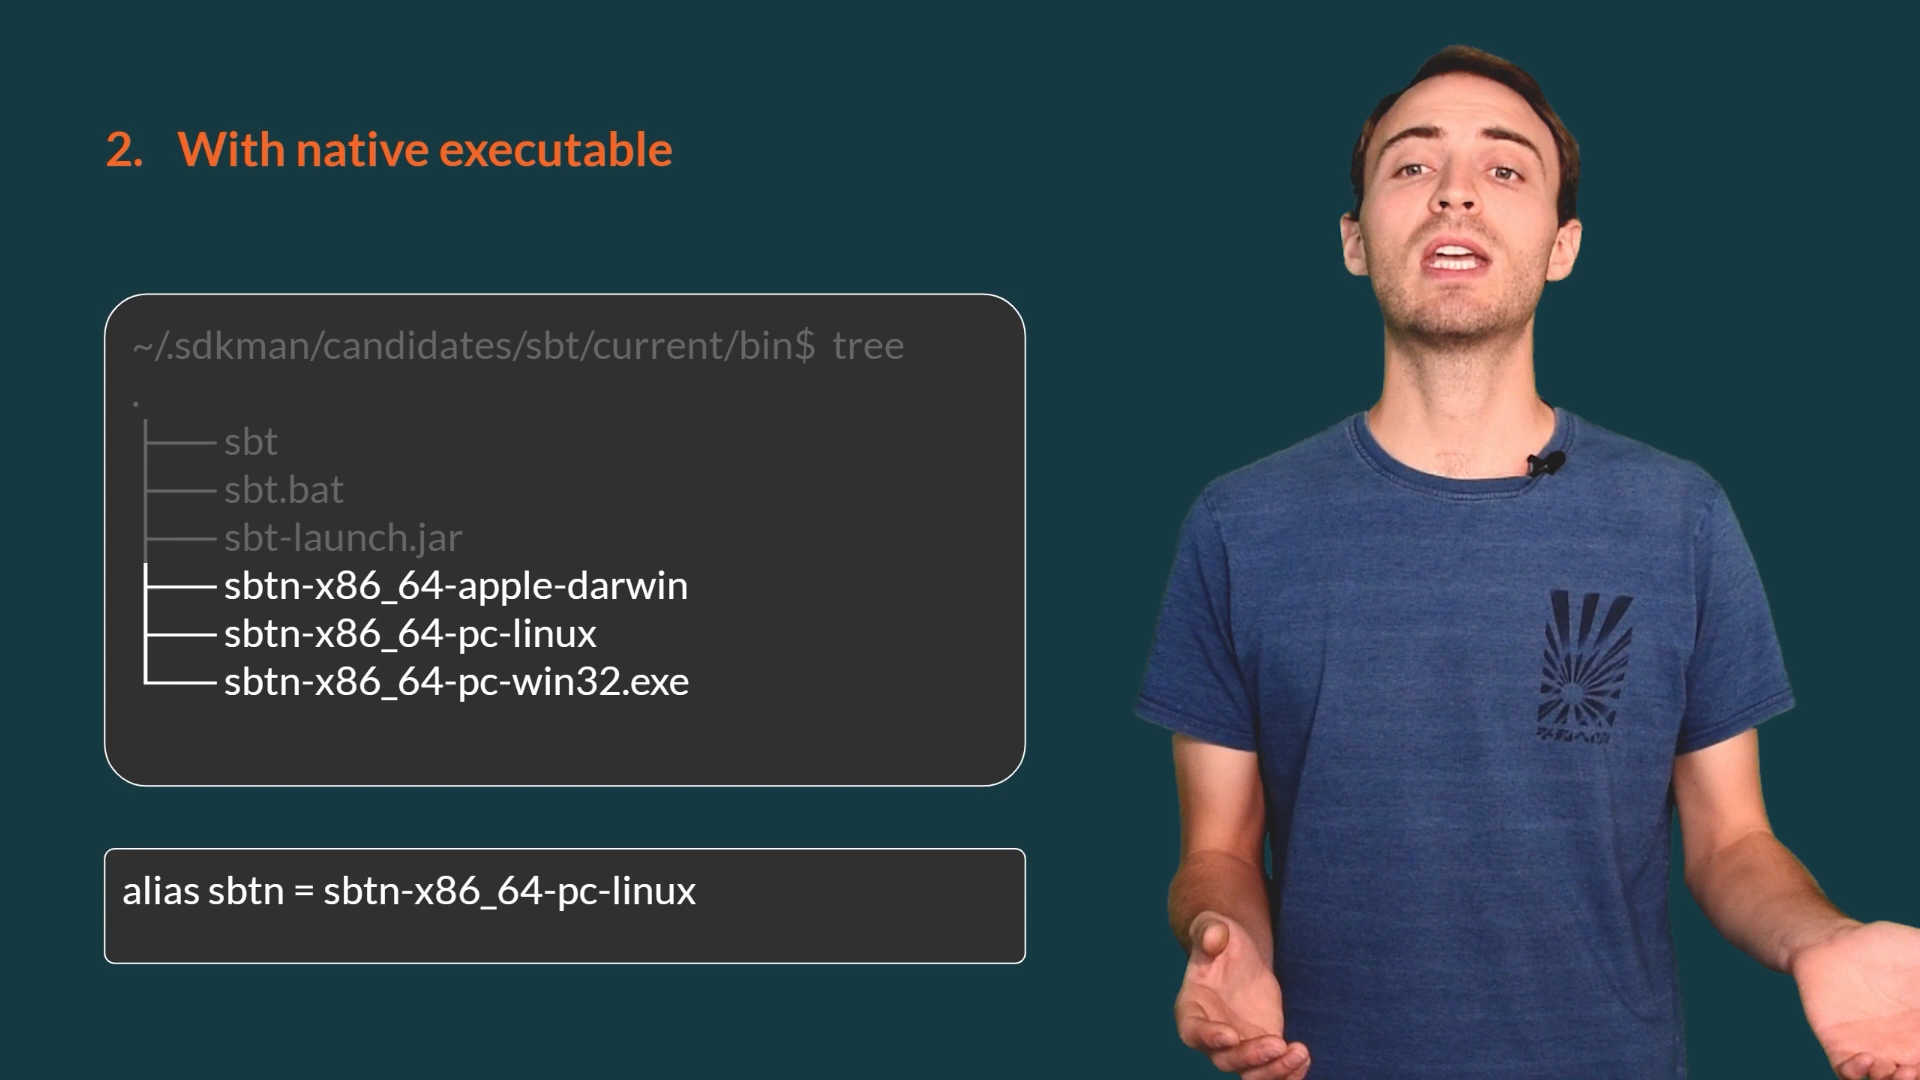 2. With native executable
~/.sdkman/candidates/sbt/current/bin$ tree
.
├── sbt
├── sbt.bat
├── sbt-launch.jar
├── sbtn-x86_64-apple-darwin
├── sbtn-x86_64-pc-linux
└── sbtn-x86_64-pc-win32.exe
alias sbtn = sbtn-x86_64-pc-linux